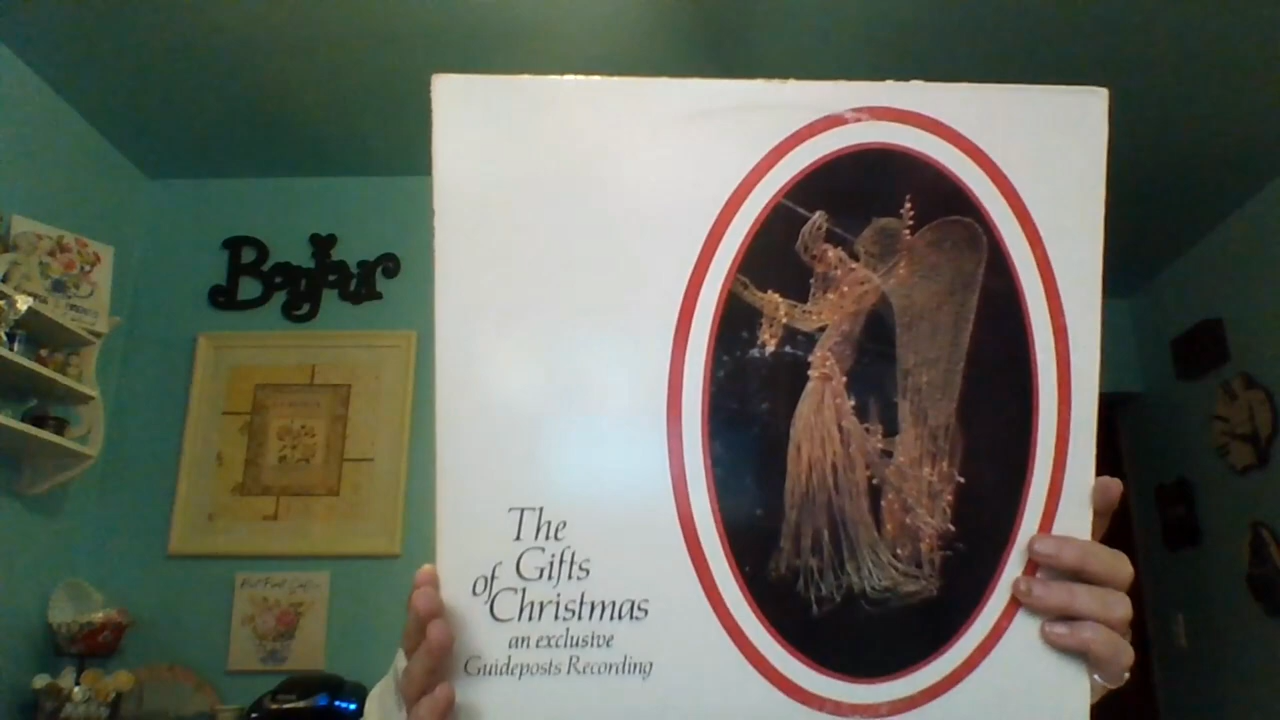 Bonjour
The
Gifts
of Christmas
an exclusive
Guideposts Recording